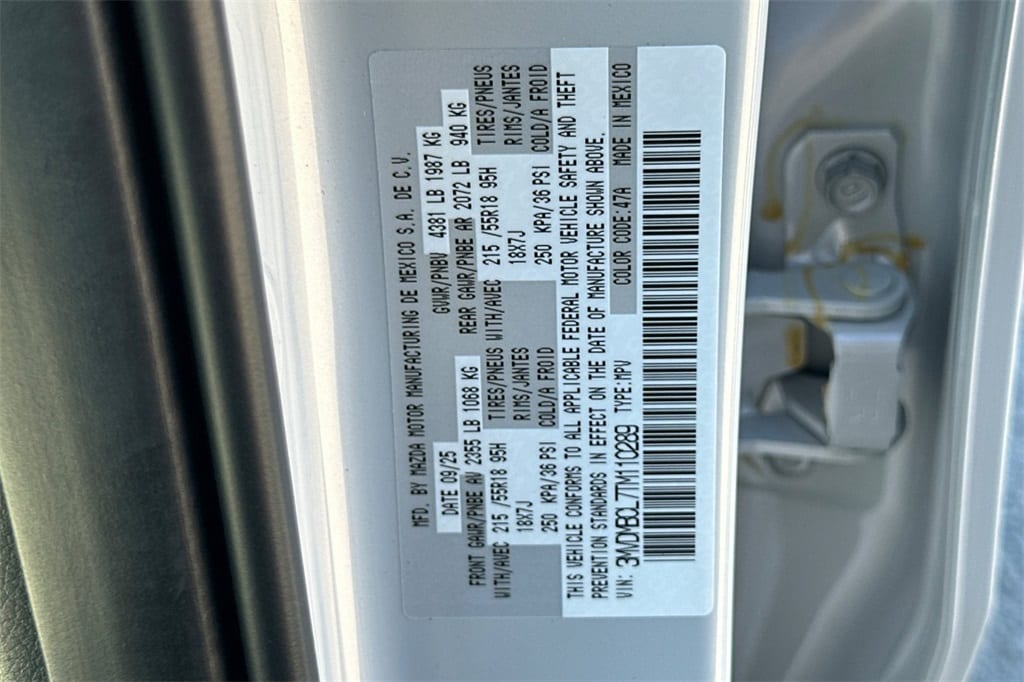 MFD. BY MAZDA MOTOR MANUFACTURING DE MEXICO S.A. DE C.V.
DATE 09/25 GVWR/PNBV 4381 LB 1987 KG
FRONT GAWR/PNBE AV 2355 LB 1068 KG REAR GAWR/PNBE AR 2072 LB 940 KG
WITH/AVEC 215 /55R18 95H TIRES/PNEUS WITH/AVEC 215 /55R18 95H TIRES/PNEUS
18X7J RIMS/JANTES 18X7J RIMS/JANTES
250 KPA/36 PSI COLD/A FROID 250 KPA/36 PSI COLD/A FROID
THIS VEHICLE CONFORMS TO ALL APPLICABLE FEDERAL MOTOR VEHICLE SAFETY AND THEFT
PREVENTION STANDARDS IN EFFECT ON THE DATE OF MANUFACTURE SHOWN ABOVE.
VIN: 3MVDMBCL7TM110289 TYPE:MPV COLOR CODE:47A MADE IN MEXICO